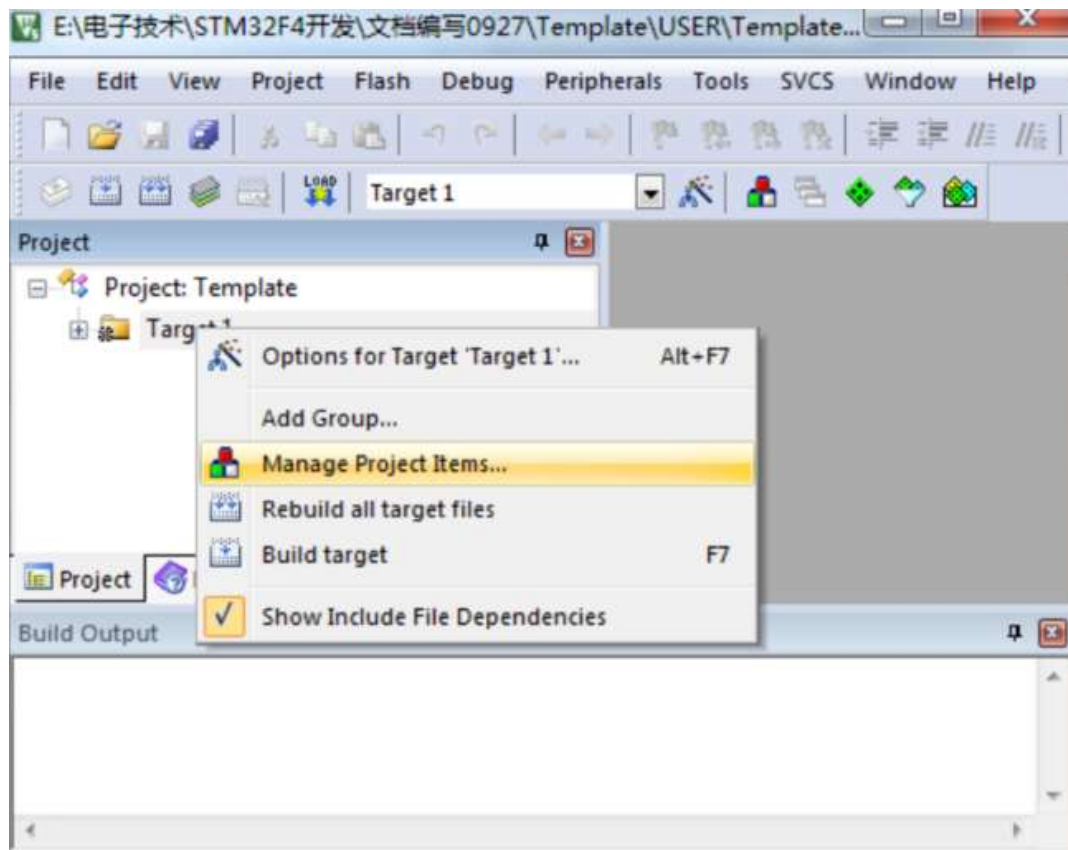 E:\电子技术\STM32F4开发\文档编写0927\Template\USER\Template...
File Edit View Project Flash Debug Peripherals Tools SVCS Window Help
LOAD Target 1
Project
Project: Template
Target 1
Options for Target 'Target 1'... Alt+F7
Add Group...
Manage Project Items...
Rebuild all target files
Build target F7
Show Include File Dependencies
Project
Build Output